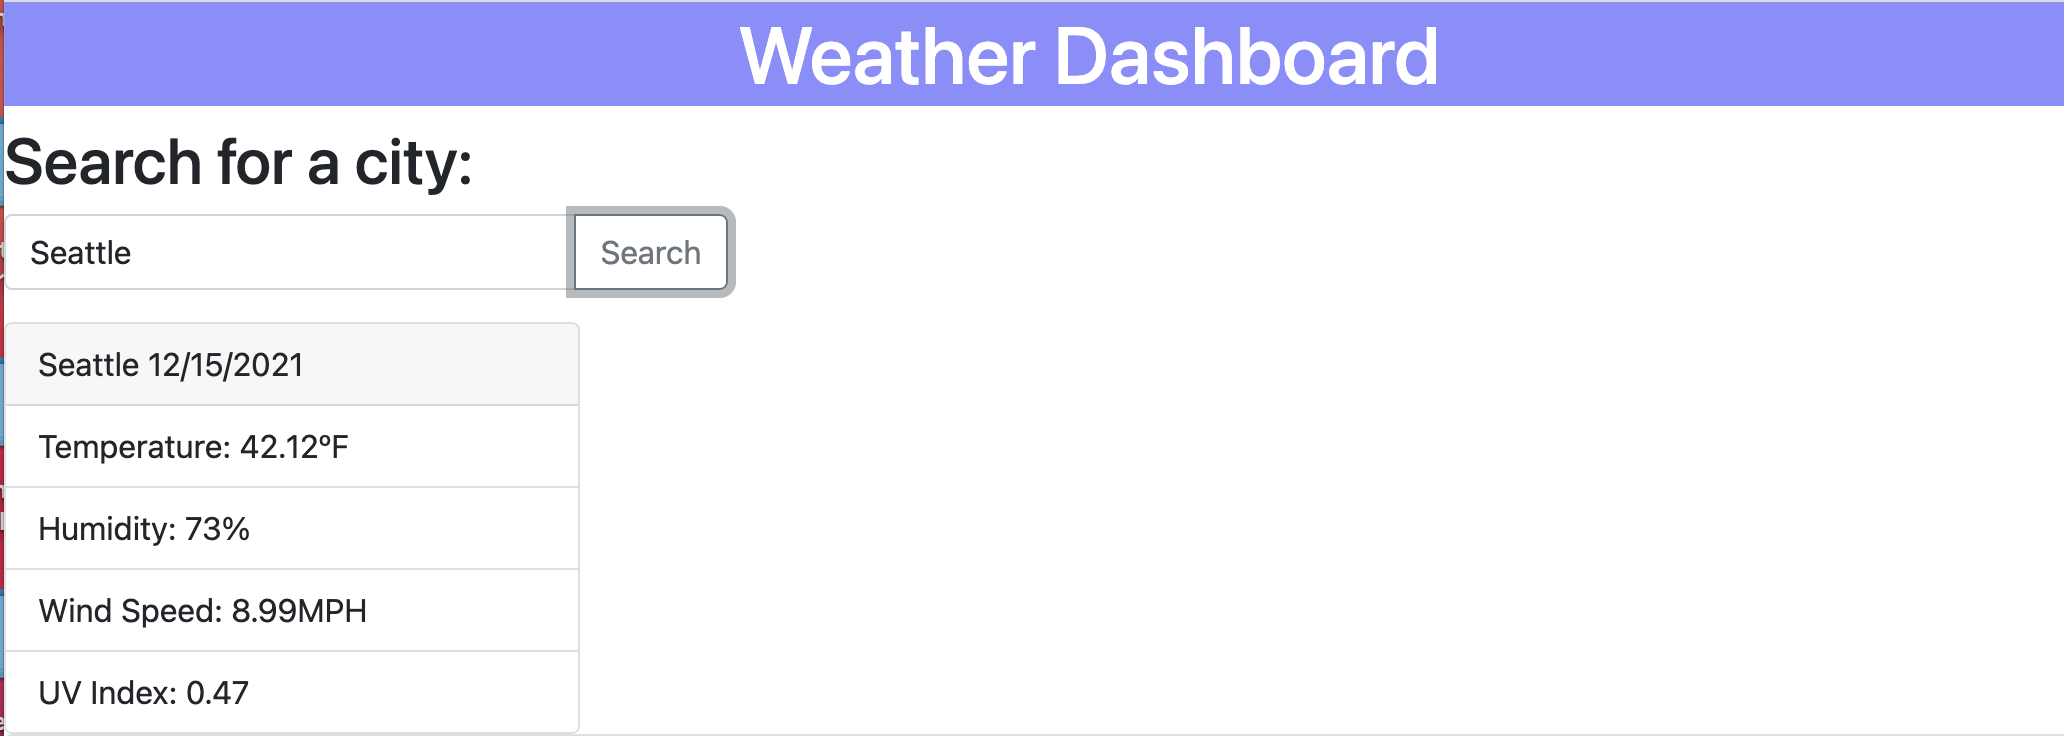 Weather Dashboard
Search for a city:
Seattle Search
Seattle 12/15/2021
Temperature: 42.12ºF
Humidity: 73%
Wind Speed: 8.99MPH
UV Index: 0.47